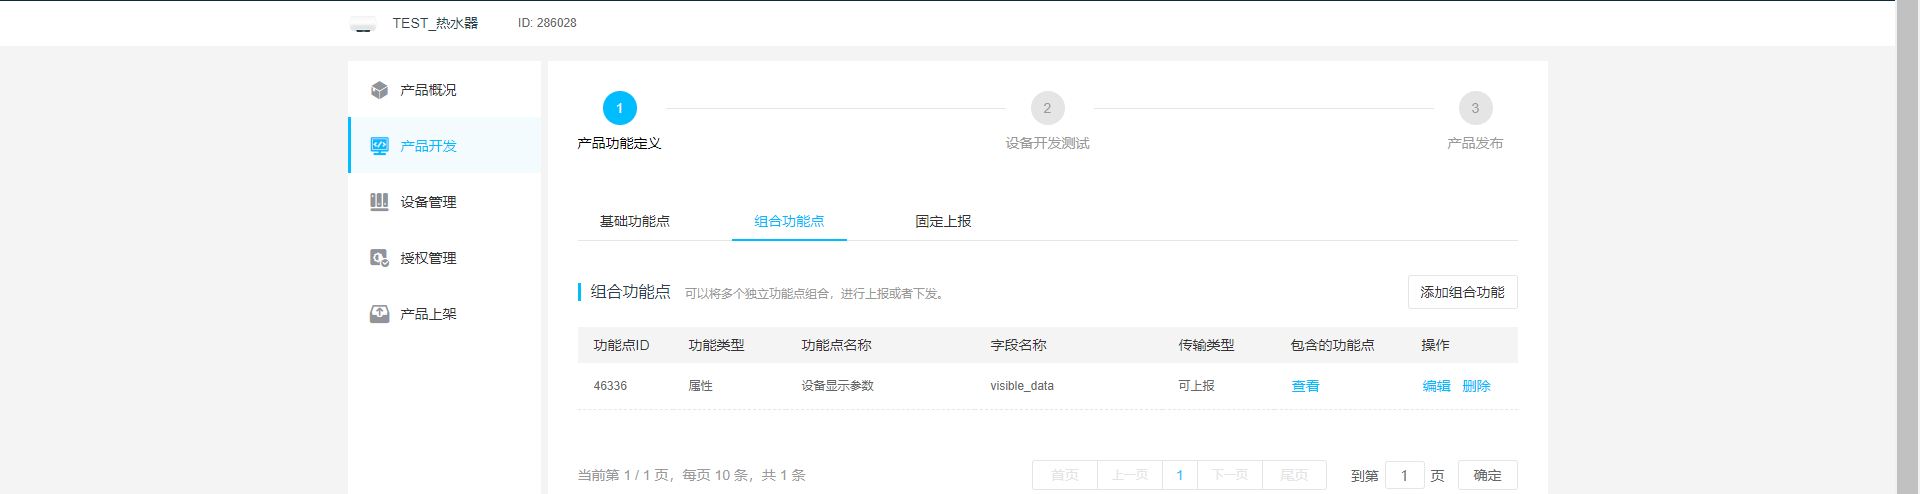 TEST_热水器 ID: 286028
产品概况
产品开发
设备管理
授权管理
产品上架
1 2 3
产品功能定义 设备开发测试 产品发布
基础功能点 组合功能点 固定上报
组合功能点 可以将多个独立功能点组合，进行上报或者下发。 添加组合功能
功能点ID 功能类型 功能点名称 字段名称 传输类型 包含的功能点 操作
46336 属性 设备显示参数 visible_data 可上报 查看 编辑 删除
当前第 1 / 1 页，每页 10 条，共 1 条 首页 上一页 1 下一页 尾页 到第 1 页 确定